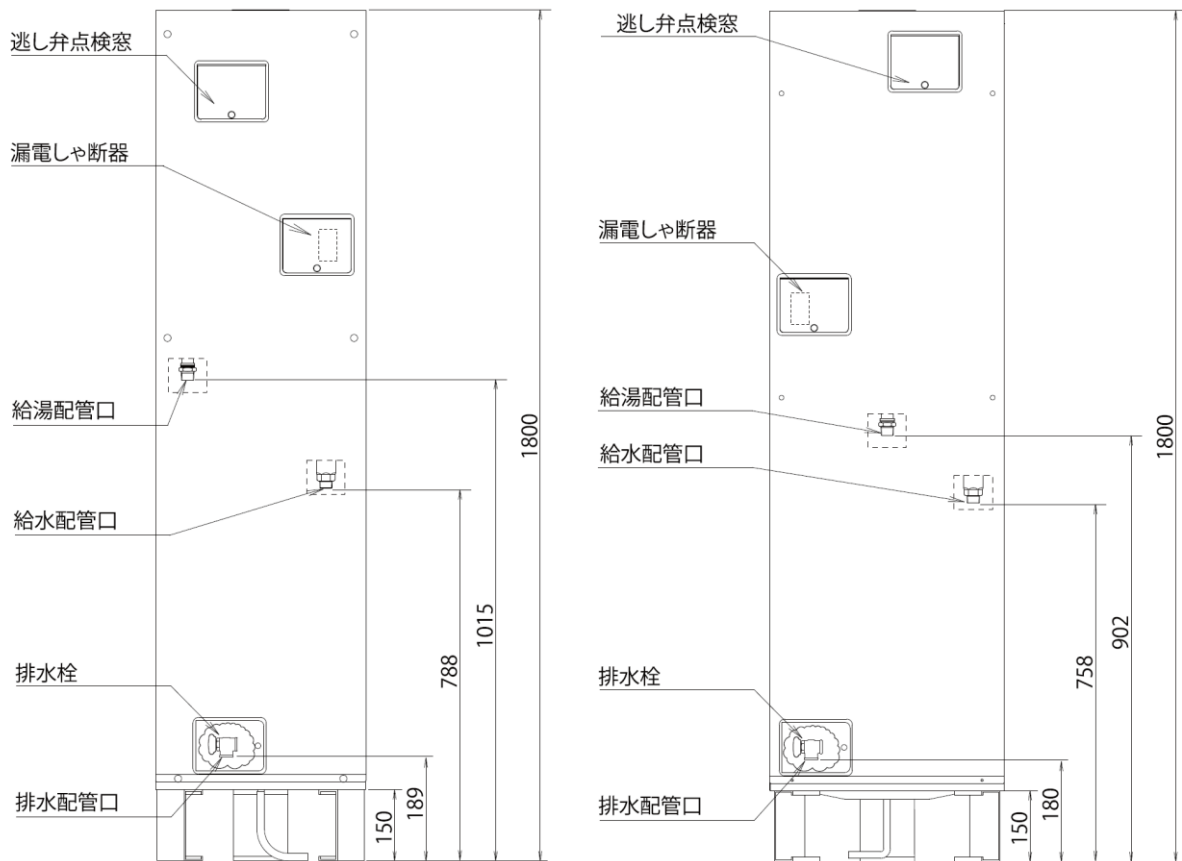 逃し弁点検窓
漏電しゃ断器
給湯配管口
給水配管口
排水栓
排水配管口
150
189
788
1015
1800
逃し弁点検窓
漏電しゃ断器
給湯配管口
給水配管口
排水栓
排水配管口
150
180
758
902
1800